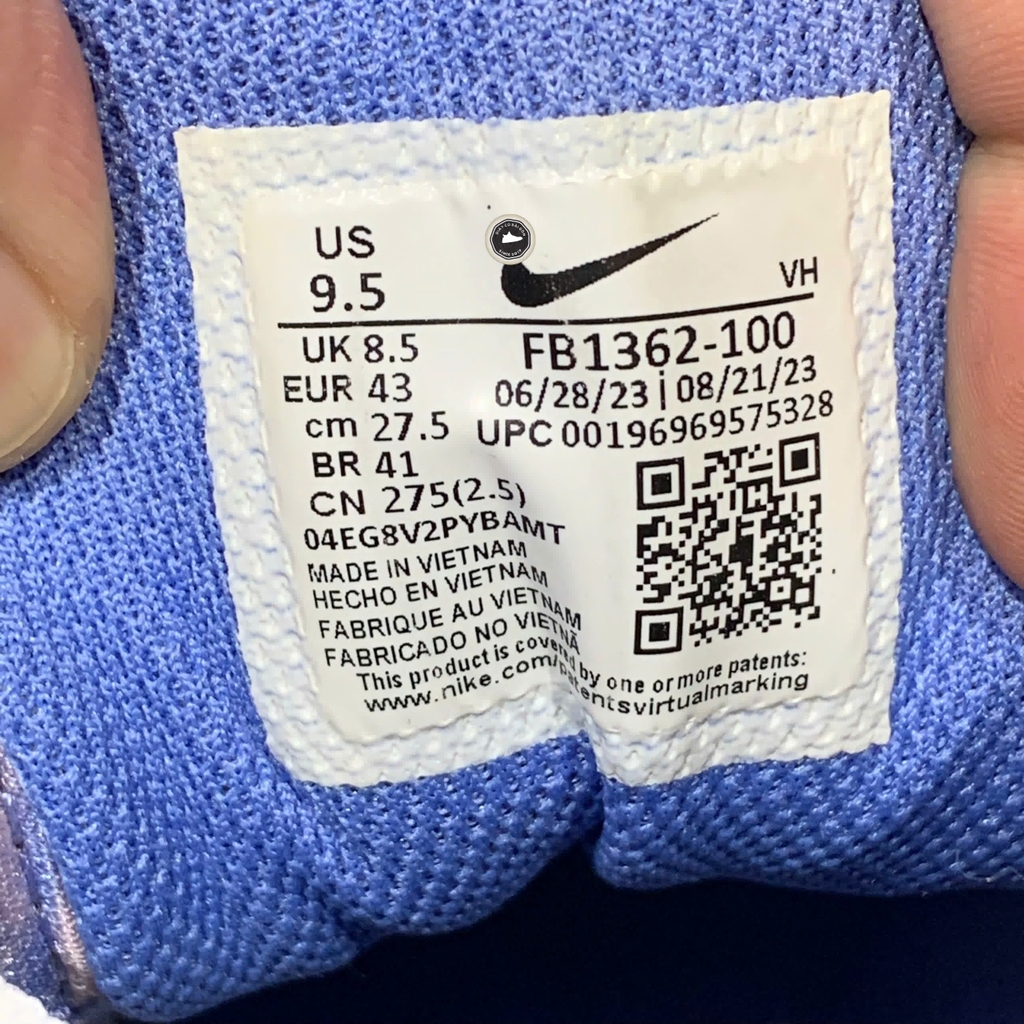 US
9.5
VH
UK 8.5
EUR 43
cm 27.5
BR 41
CN 275(2.5)
FB1362-100
06/28/23 | 08/21/23
UPC 00196969575328
04EG8V2PYBAMT
MADE IN VIETNAM
HECHO EN VIETNAM
FABRIQUE AU VIETNAM
FABRICADO NO VIETNÃ
This product is covered by one or more patents:
www.nike.com/patentsvirtualmarking